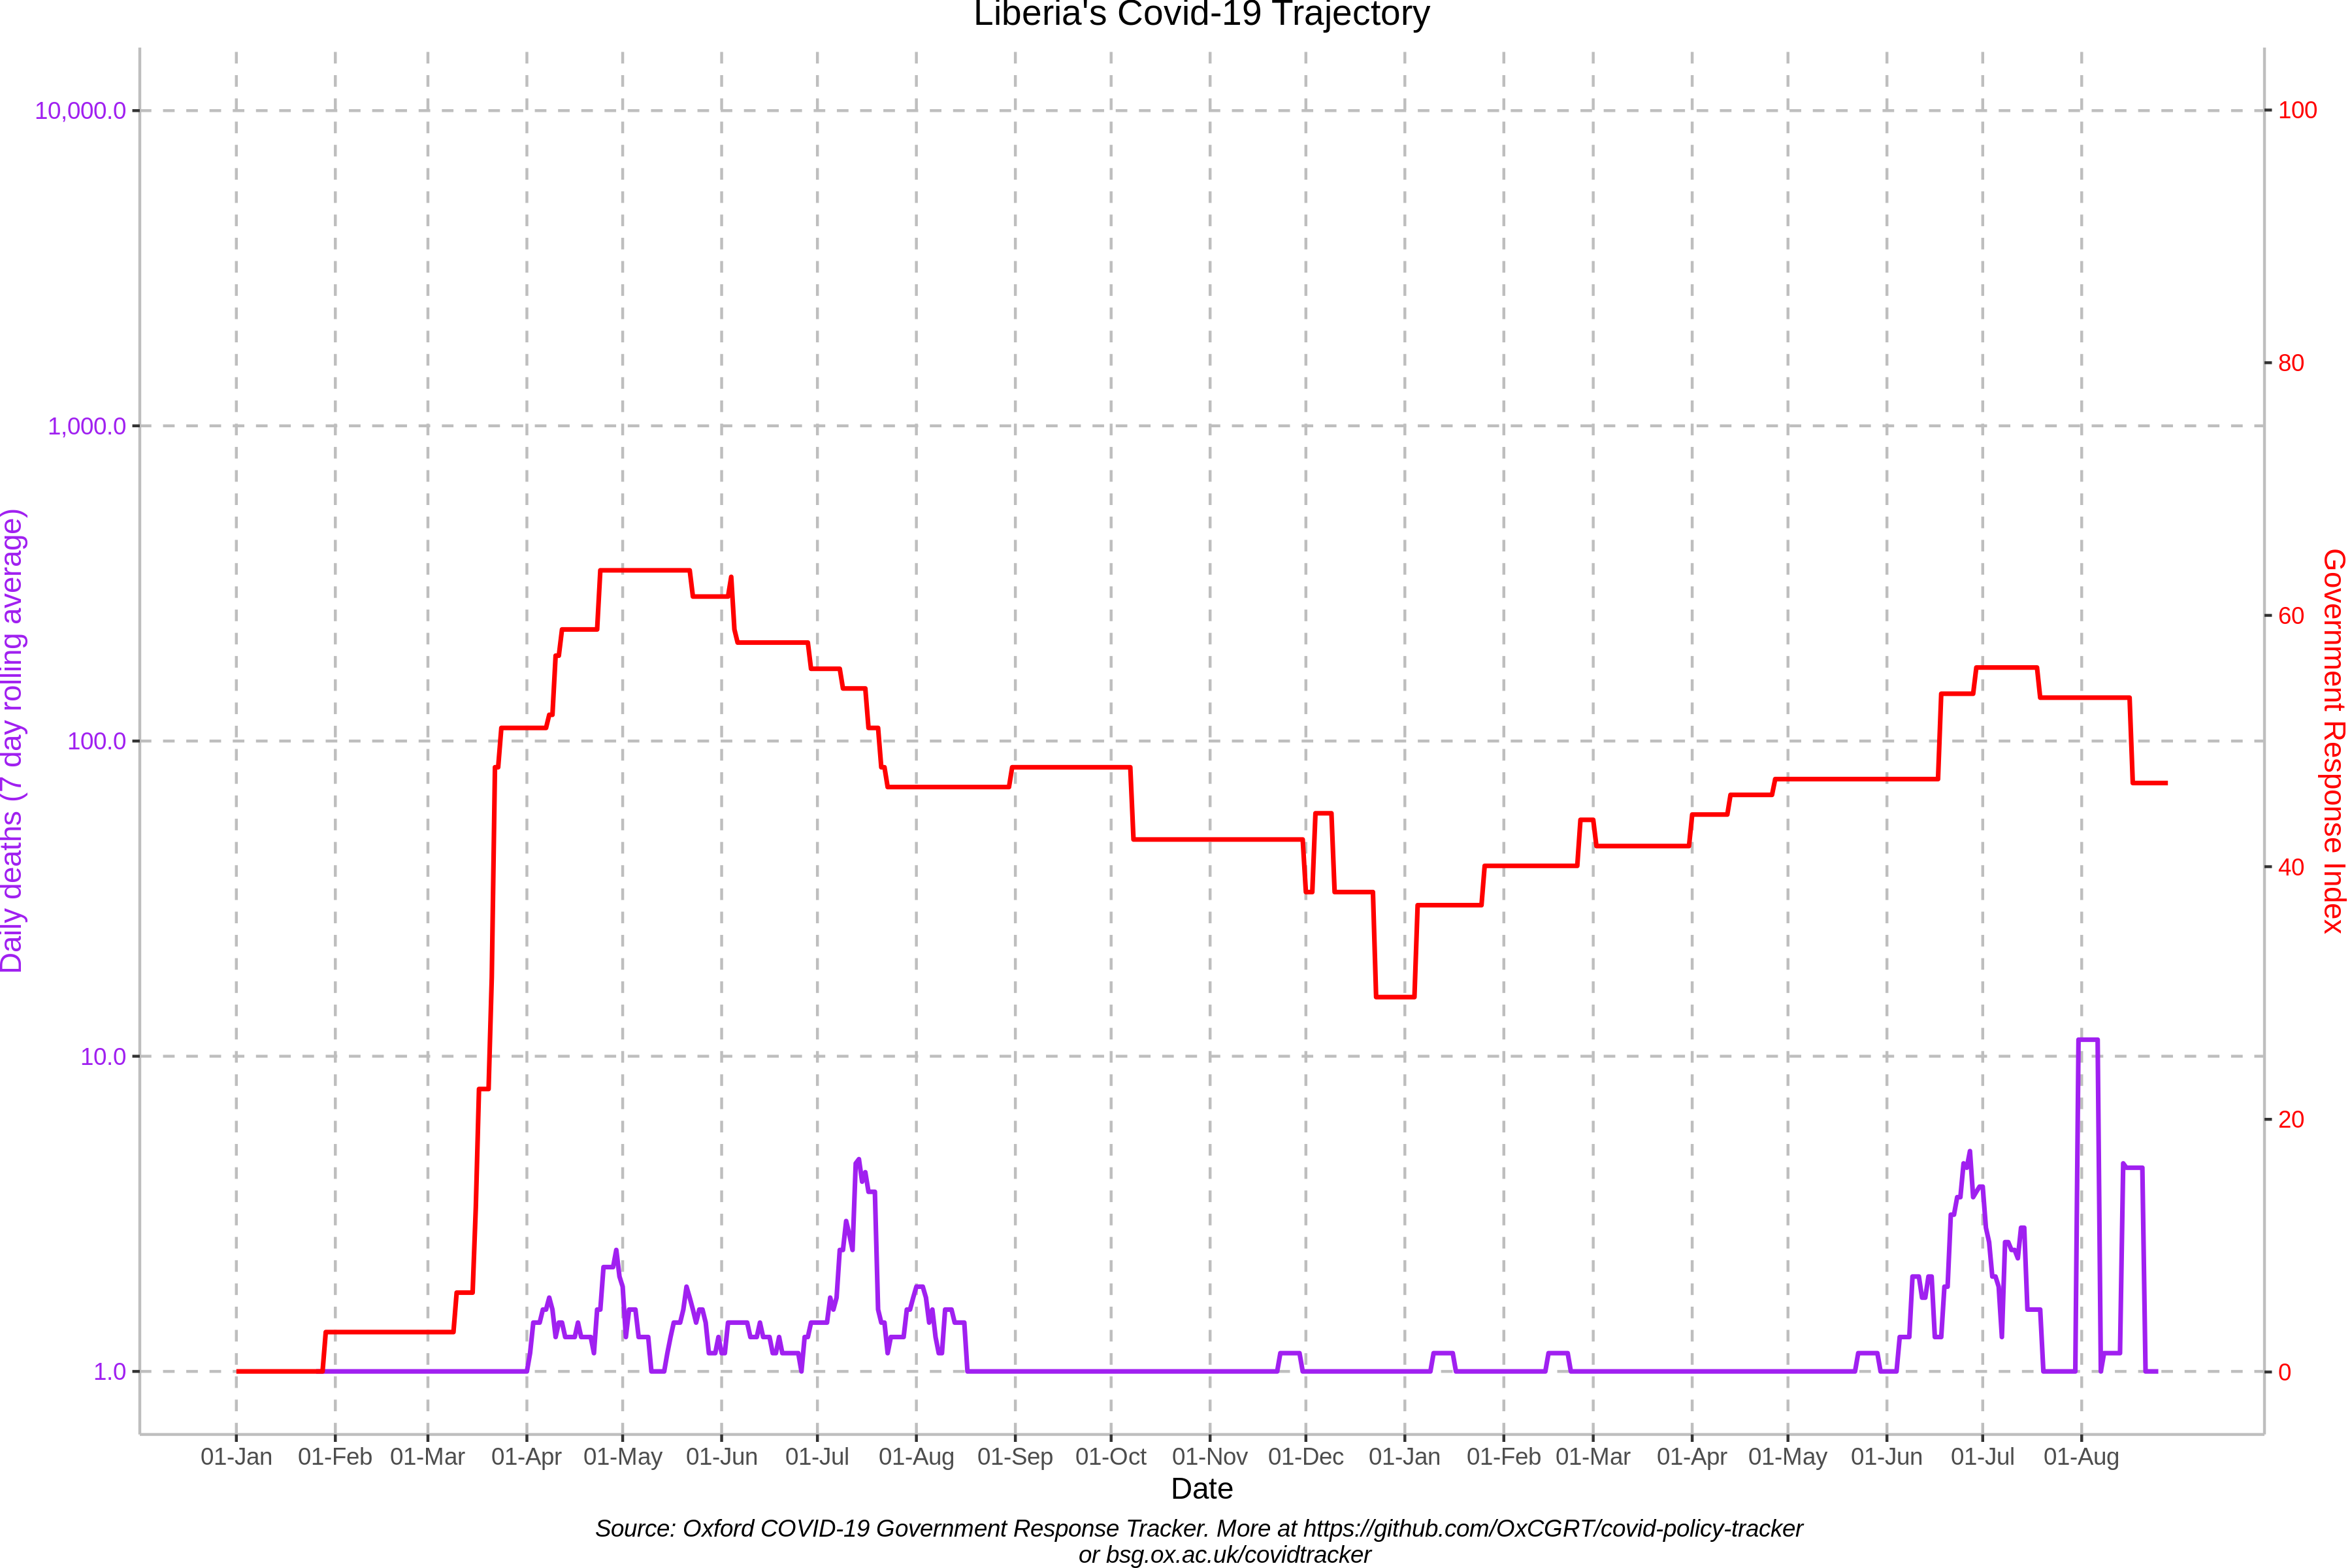 Liberia's Covid-19 Trajectory
10,000.0
1,000.0
100.0
10.0
1.0
Daily deaths (7 day rolling average)
100
80
60
40
20
0
Government Response Index
01-Jan 01-Feb 01-Mar 01-Apr 01-May 01-Jun 01-Jul 01-Aug 01-Sep 01-Oct 01-Nov 01-Dec 01-Jan 01-Feb 01-Mar 01-Apr 01-May 01-Jun 01-Jul 01-Aug
Date
Source: Oxford COVID-19 Government Response Tracker. More at https://github.com/OxCGRT/covid-policy-tracker
or bsg.ox.ac.uk/covidtracker